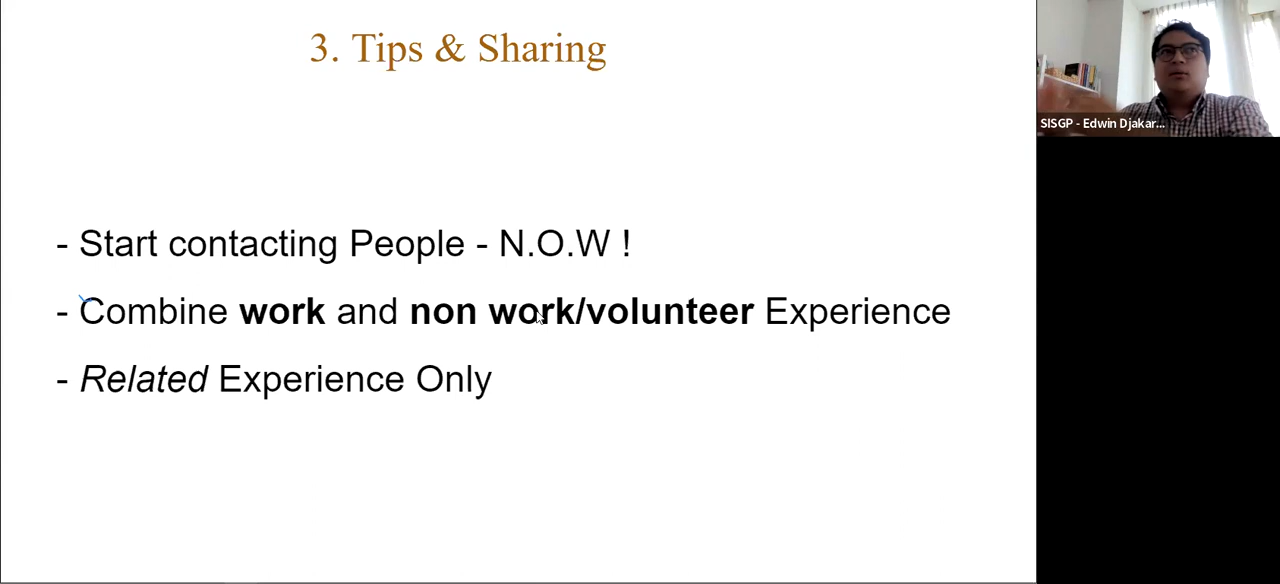 3. Tips & Sharing
SISGP - Edwin Djakar...
- Start contacting People - N.O.W !
- Combine work and non work/volunteer Experience
- Related Experience Only